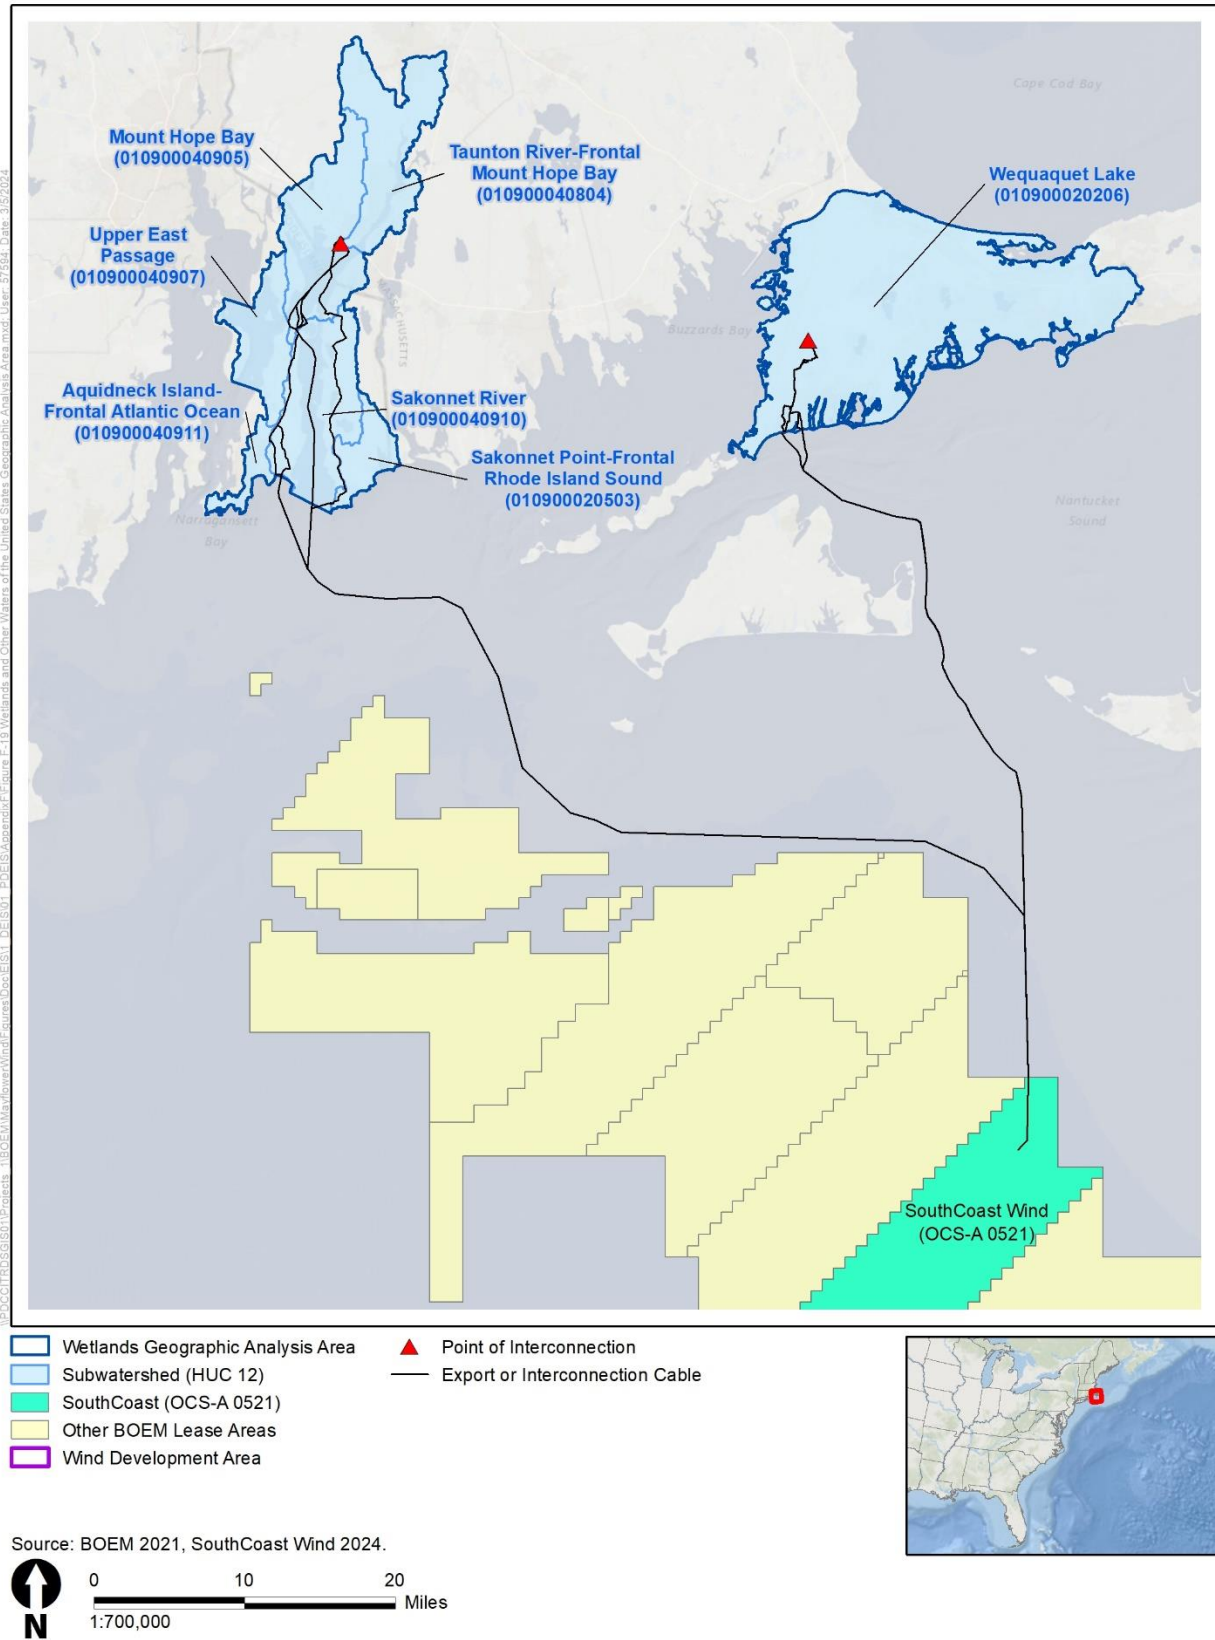 Cape Cod Bay
Mount Hope Bay
(010900040905)
Taunton River-Frontal
Mount Hope Bay
(010900040804)
Wequaquet Lake
(010900020206)
Upper East
Passage
(010900040907)
MASSACHUSETTS
Buzzards Bay
Aquidneck Island-
Frontal Atlantic Ocean
(010900040911)
Sakonnet River
(010900040910)
Sakonnet Point-Frontal
Rhode Island Sound
(010900020503)
Narragansett
Bay
Nantucket
Sound
SouthCoast Wind
(OCS-A 0521)
Wetlands Geographic Analysis Area
Subwatershed (HUC 12)
SouthCoast (OCS-A 0521)
Other BOEM Lease Areas
Wind Development Area
Point of Interconnection
Export or Interconnection Cable
Source: BOEM 2021, SouthCoast Wind 2024.
N
0 10 20
Miles
1:700,000